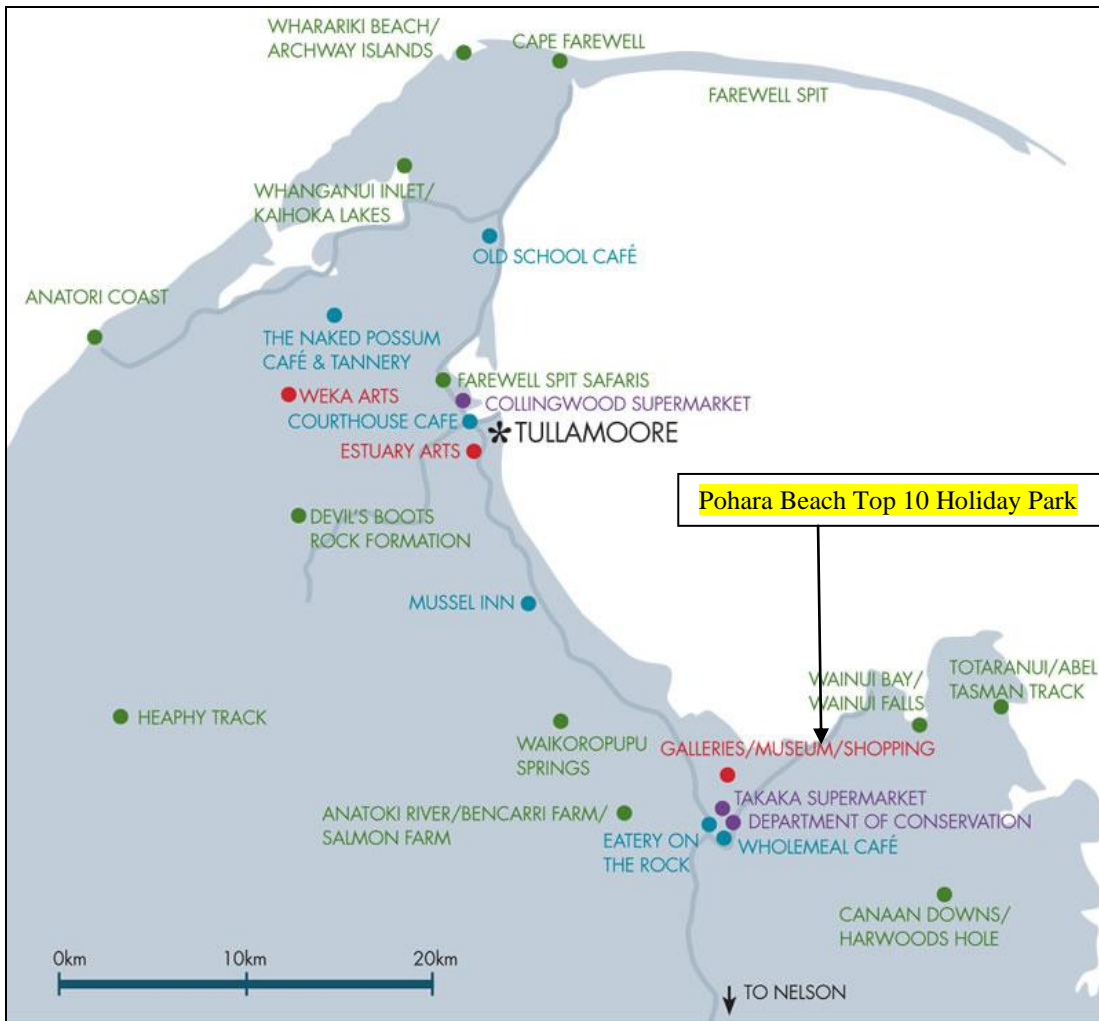 WHARARIKI BEACH/
ARCHWAY ISLANDS
CAPE FAREWELL
FAREWELL SPIT
WHANGANUI INLET/
KAIHOKA LAKES
OLD SCHOOL CAFÉ
ANATORI COAST
THE NAKED POSSUM
CAFÉ & TANNERY
FAREWELL SPIT SAFARIS
WEKA ARTS
COLLINGWOOD SUPERMARKET
COURTHOUSE CAFE
*TULLAMOORE
ESTUARY ARTS
Pohara Beach Top 10 Holiday Park
DEVIL'S BOOTS
ROCK FORMATION
MUSSEL INN
WAINUI BAY/
WAINUI FALLS
TOTARANUI/ABEL
TASMAN TRACK
HEAPHY TRACK
WAIKOROPUPU
SPRINGS
GALLERIES/MUSEUM/SHOPPING
ANATOKI RIVER/BENCARRI FARM/
SALMON FARM
TAKAKA SUPERMARKET
DEPARTMENT OF CONSERVATION
EATERY ON
THE ROCK
WHOLEMEAL CAFÉ
CANAAN DOWNS/
HARWOODS HOLE
0km 10km 20km
TO NELSON